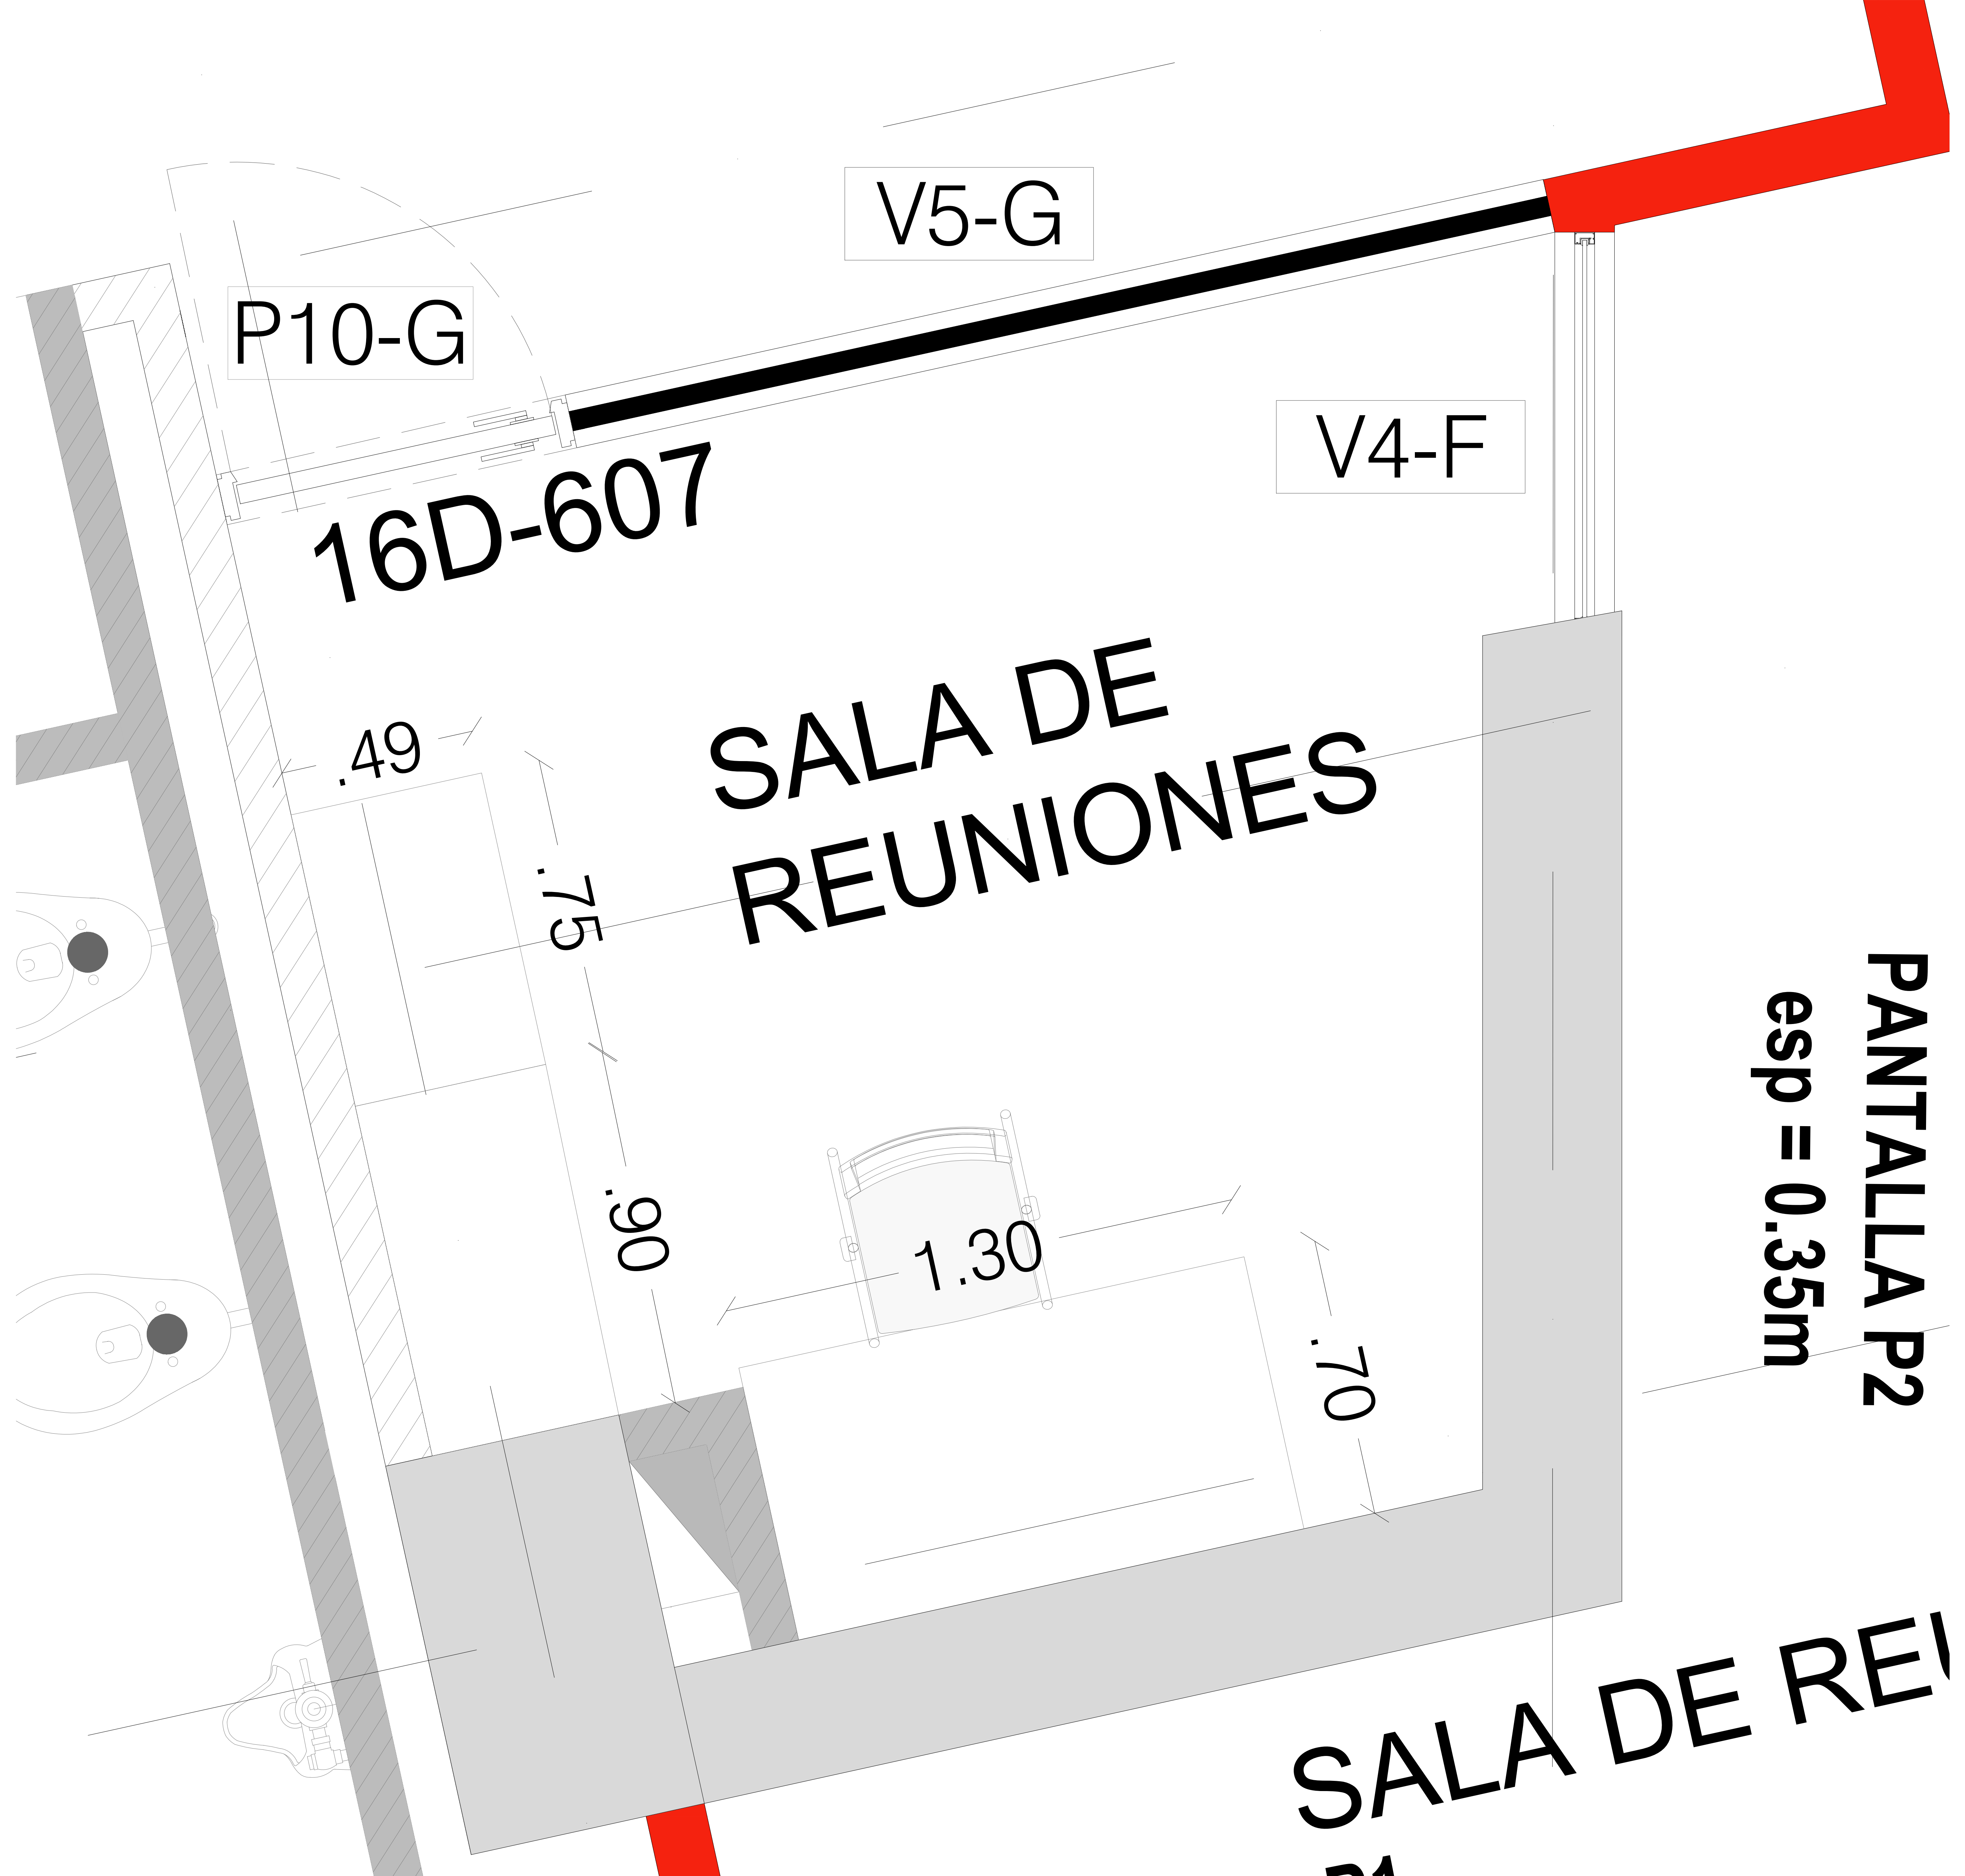 V5-G
P10-G
V4-F
16D-607
SALA DE
REUNIONES
.49
.75
.90
1.30
.70
PANTALLA P2
esp = 0.35m
SALA DE